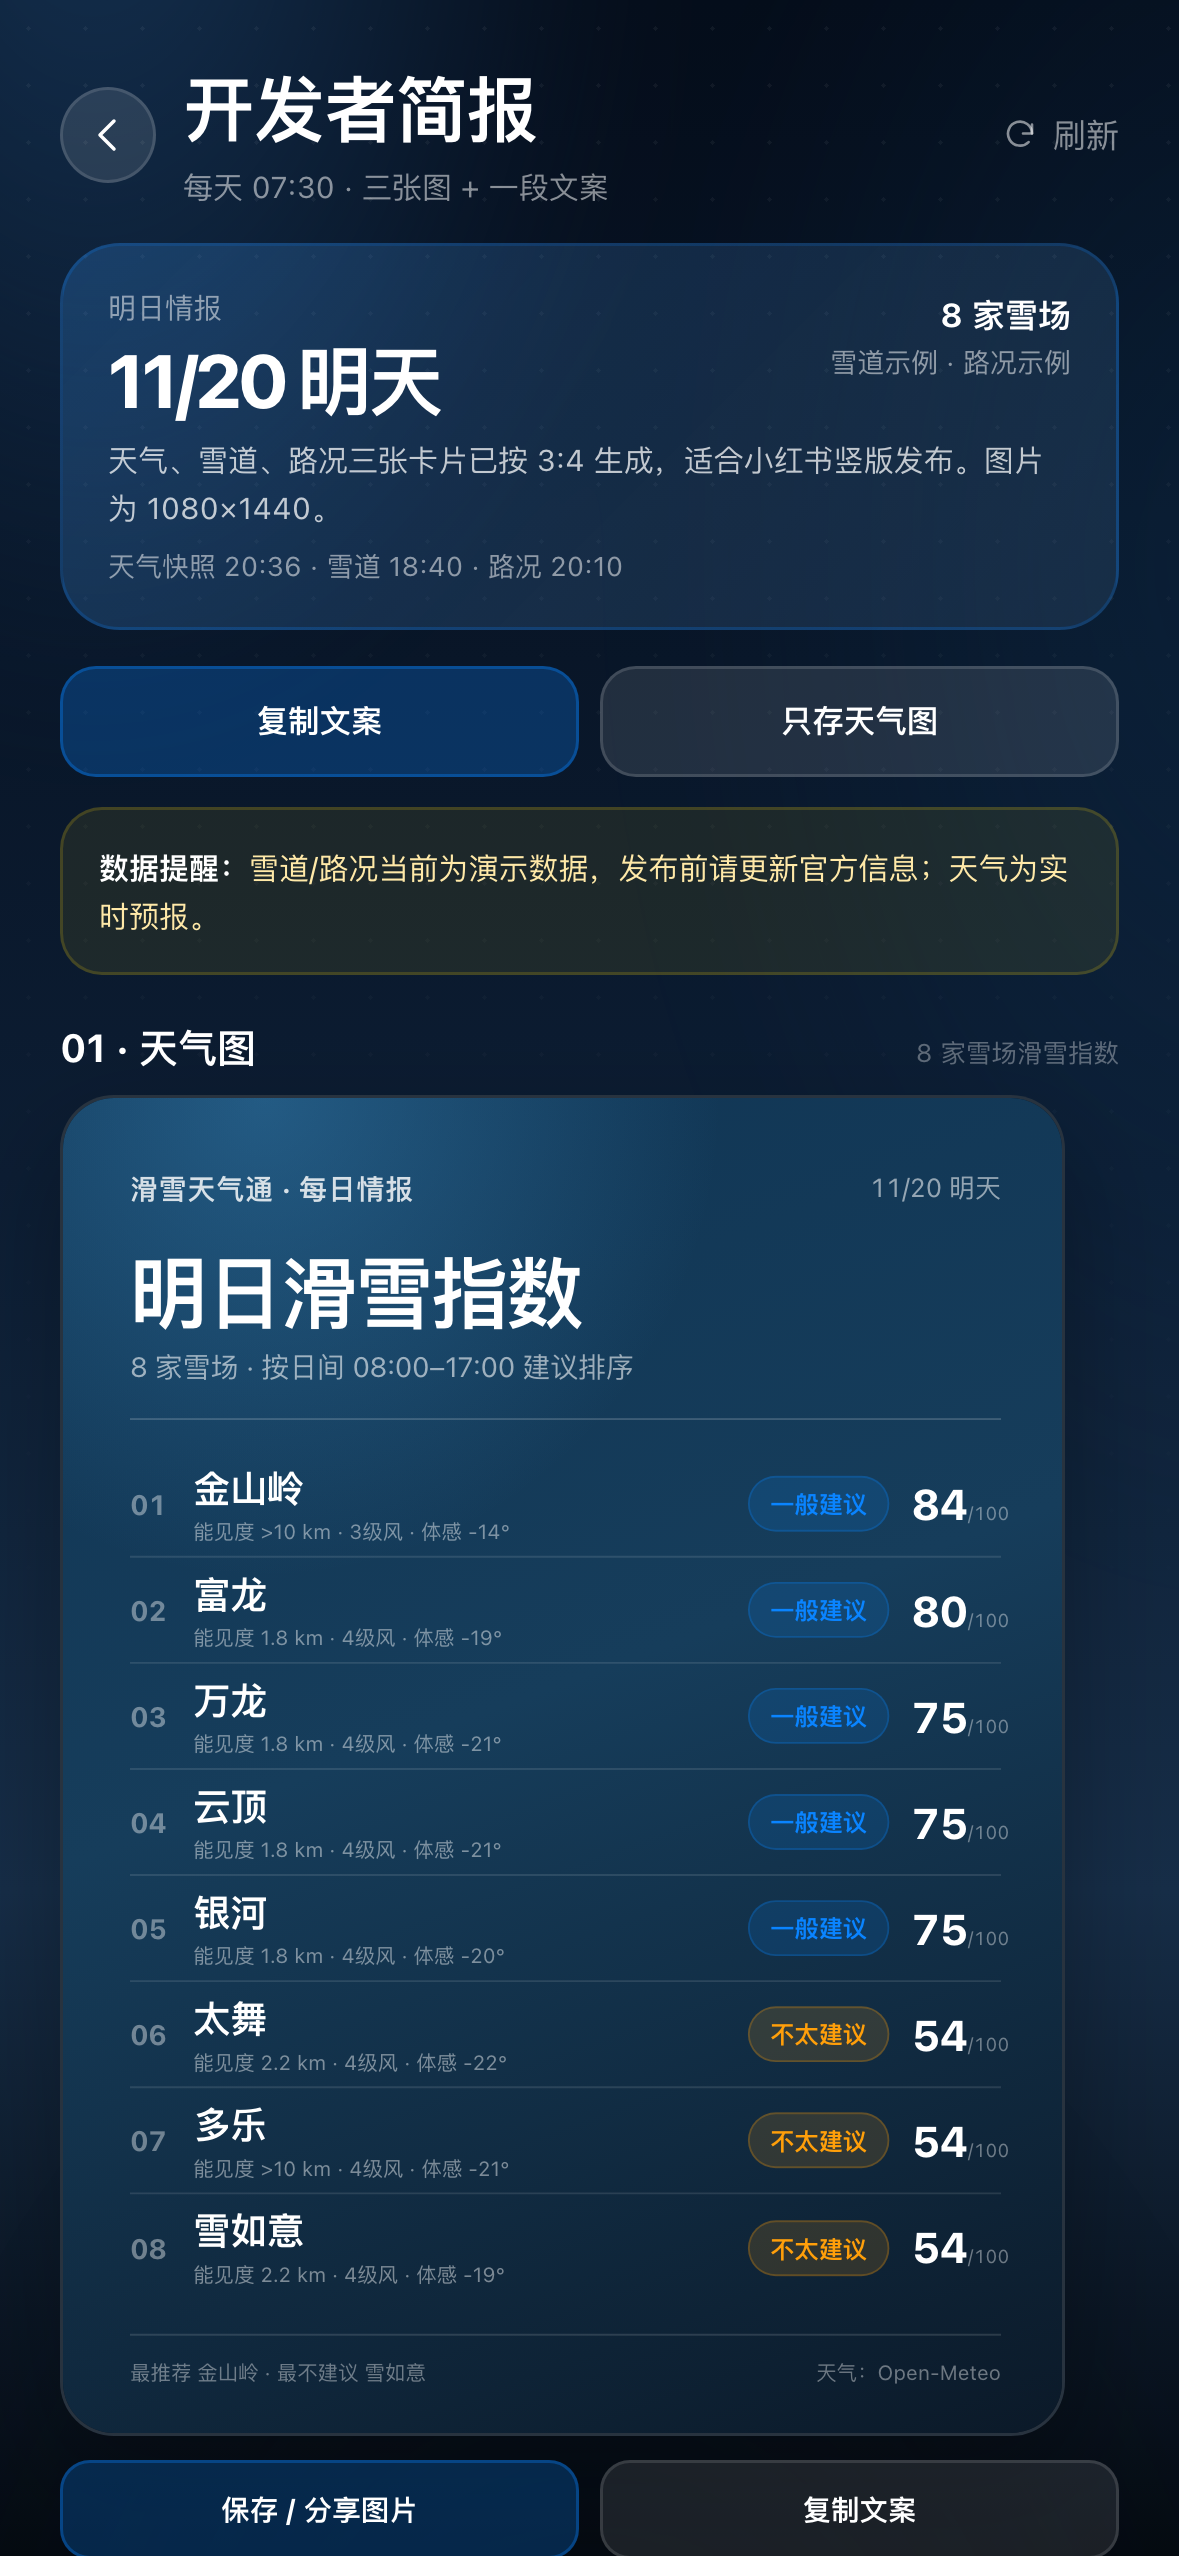 开发者简报
刷新
每天 07:30 · 三张图 + 一段文案
明日情报
8 家雪场
11/20 明天
雪道示例 · 路况示例
天气、雪道、路况三张卡片已按 3:4 生成，适合小红书竖版发布。图片
为 1080×1440。
天气快照 20:36 · 雪道 18:40 · 路况 20:10
复制文案
只存天气图
数据提醒：雪道/路况当前为演示数据，发布前请更新官方信息；天气为实
时预报。
01 · 天气图
8 家雪场滑雪指数
滑雪天气通 · 每日情报
11/20 明天
明日滑雪指数
8 家雪场 · 按日间 08:00–17:00 建议排序
01 金山岭 一般建议 84/100
能见度 >10 km · 3级风 · 体感 -14°
02 富龙 一般建议 80/100
能见度 1.8 km · 4级风 · 体感 -19°
03 万龙 一般建议 75/100
能见度 1.8 km · 4级风 · 体感 -21°
04 云顶 一般建议 75/100
能见度 1.8 km · 4级风 · 体感 -21°
05 银河 一般建议 75/100
能见度 1.8 km · 4级风 · 体感 -20°
06 太舞 不太建议 54/100
能见度 2.2 km · 4级风 · 体感 -22°
07 多乐 不太建议 54/100
能见度 >10 km · 4级风 · 体感 -21°
08 雪如意 不太建议 54/100
能见度 2.2 km · 4级风 · 体感 -19°
最推荐 金山岭 · 最不建议 雪如意
天气：Open-Meteo
保存 / 分享图片
复制文案